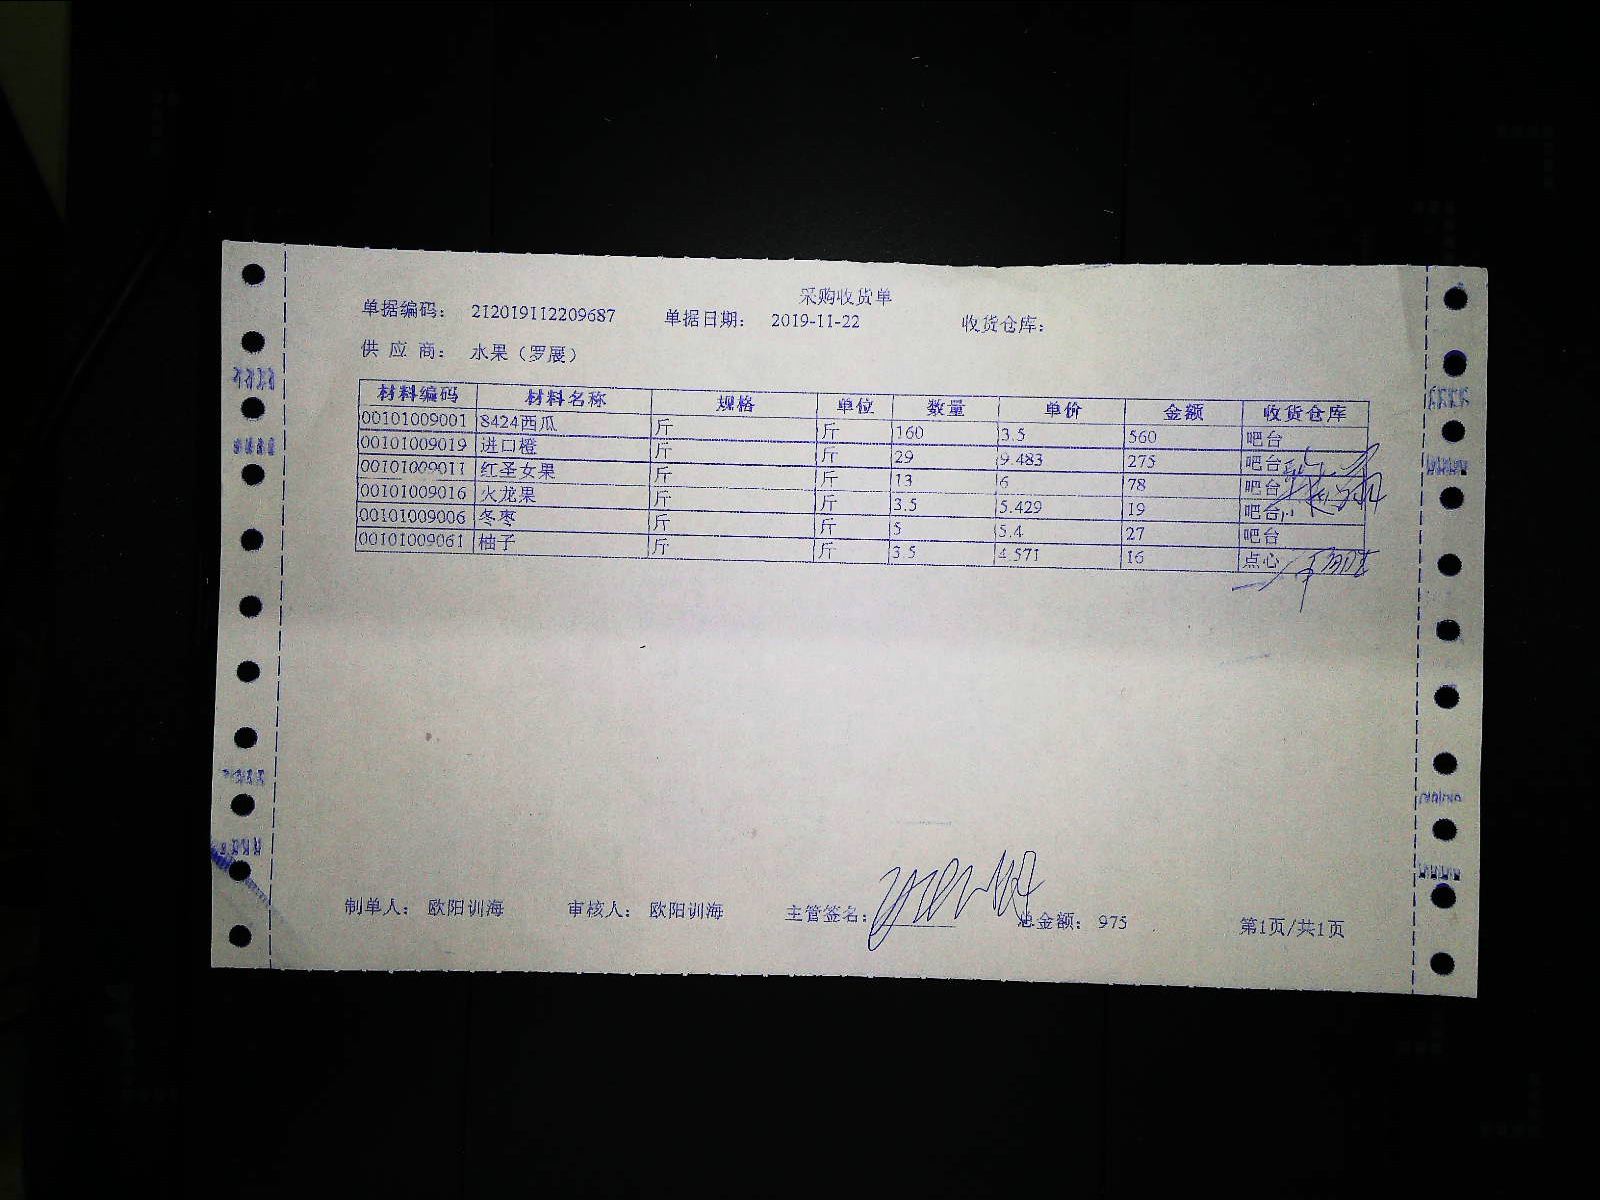 采购收货单
单据编码： 212019112209687 单据日期： 2019-11-22 收货仓库：
供 应 商： 水果（罗展）
材料编码 材料名称 规格 单位 数量 单价 金额 收货仓库
00101009001 8424西瓜 斤 斤 160 3.5 560 吧台
00101009019 进口橙 斤 斤 29 9.483 275 吧台
00101009011 红圣女果 斤 斤 13 6 78 吧台
00101009016 火龙果 斤 斤 3.5 5.429 19 吧台
00101009006 冬枣 斤 斤 5 5.4 27 吧台
00101009061 柚子 斤 斤 3.5 4.571 16 点心
制单人： 欧阳训海 审核人： 欧阳训海 主管签名： 总金额： 975 第1页/共1页